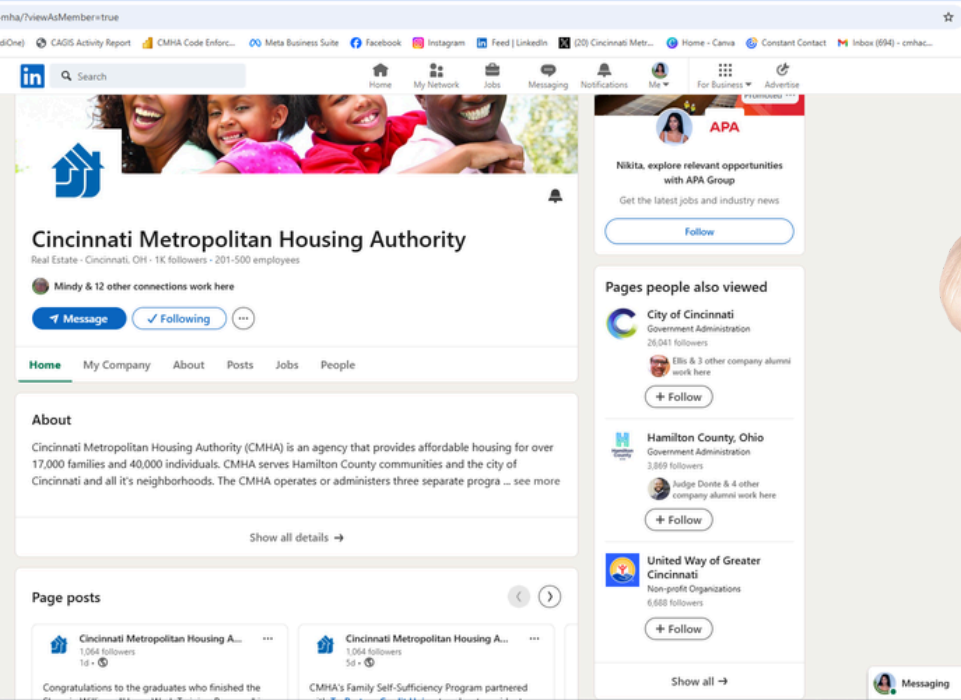 mha/?viewAsMember=true
diOne)
CAGIS Activity Report
CMHA Code Enforc...
Meta Business Suite
Facebook
Instagram
Feed | LinkedIn
(20) Cincinnati Metr...
Home - Canva
Constant Contact
Inbox (694) - cmhac...
in
Search
Home
My Network
Jobs
Messaging
Notifications
Me
For Business
Advertise
Promoted
APA
Nikita, explore relevant opportunities
with APA Group
Get the latest jobs and industry news
Follow
Cincinnati Metropolitan Housing Authority
Real Estate · Cincinnati, OH · 1K followers · 201-500 employees
Mindy & 12 other connections work here
Message
Following
Home
My Company
About
Posts
Jobs
People
About
Cincinnati Metropolitan Housing Authority (CMHA) is an agency that provides affordable housing for over
17,000 families and 40,000 individuals. CMHA serves Hamilton County communities and the city of
Cincinnati and all it's neighborhoods. The CMHA operates or administers three separate progra ... see more
Show all details →
Page posts
Cincinnati Metropolitan Housing A...
1,064 followers
1d •
Congratulations to the graduates who finished the
Cincinnati Metropolitan Housing A...
1,064 followers
5d •
CMHA's Family Self-Sufficiency Program partnered
Pages people also viewed
City of Cincinnati
Government Administration
26,041 followers
Ellis & 3 other company alumni
work here
+ Follow
Hamilton County, Ohio
Government Administration
3,869 followers
Judge Donte & 4 other
company alumni work here
+ Follow
United Way of Greater
Cincinnati
Non-profit Organizations
6,688 followers
+ Follow
Show all →
Messaging